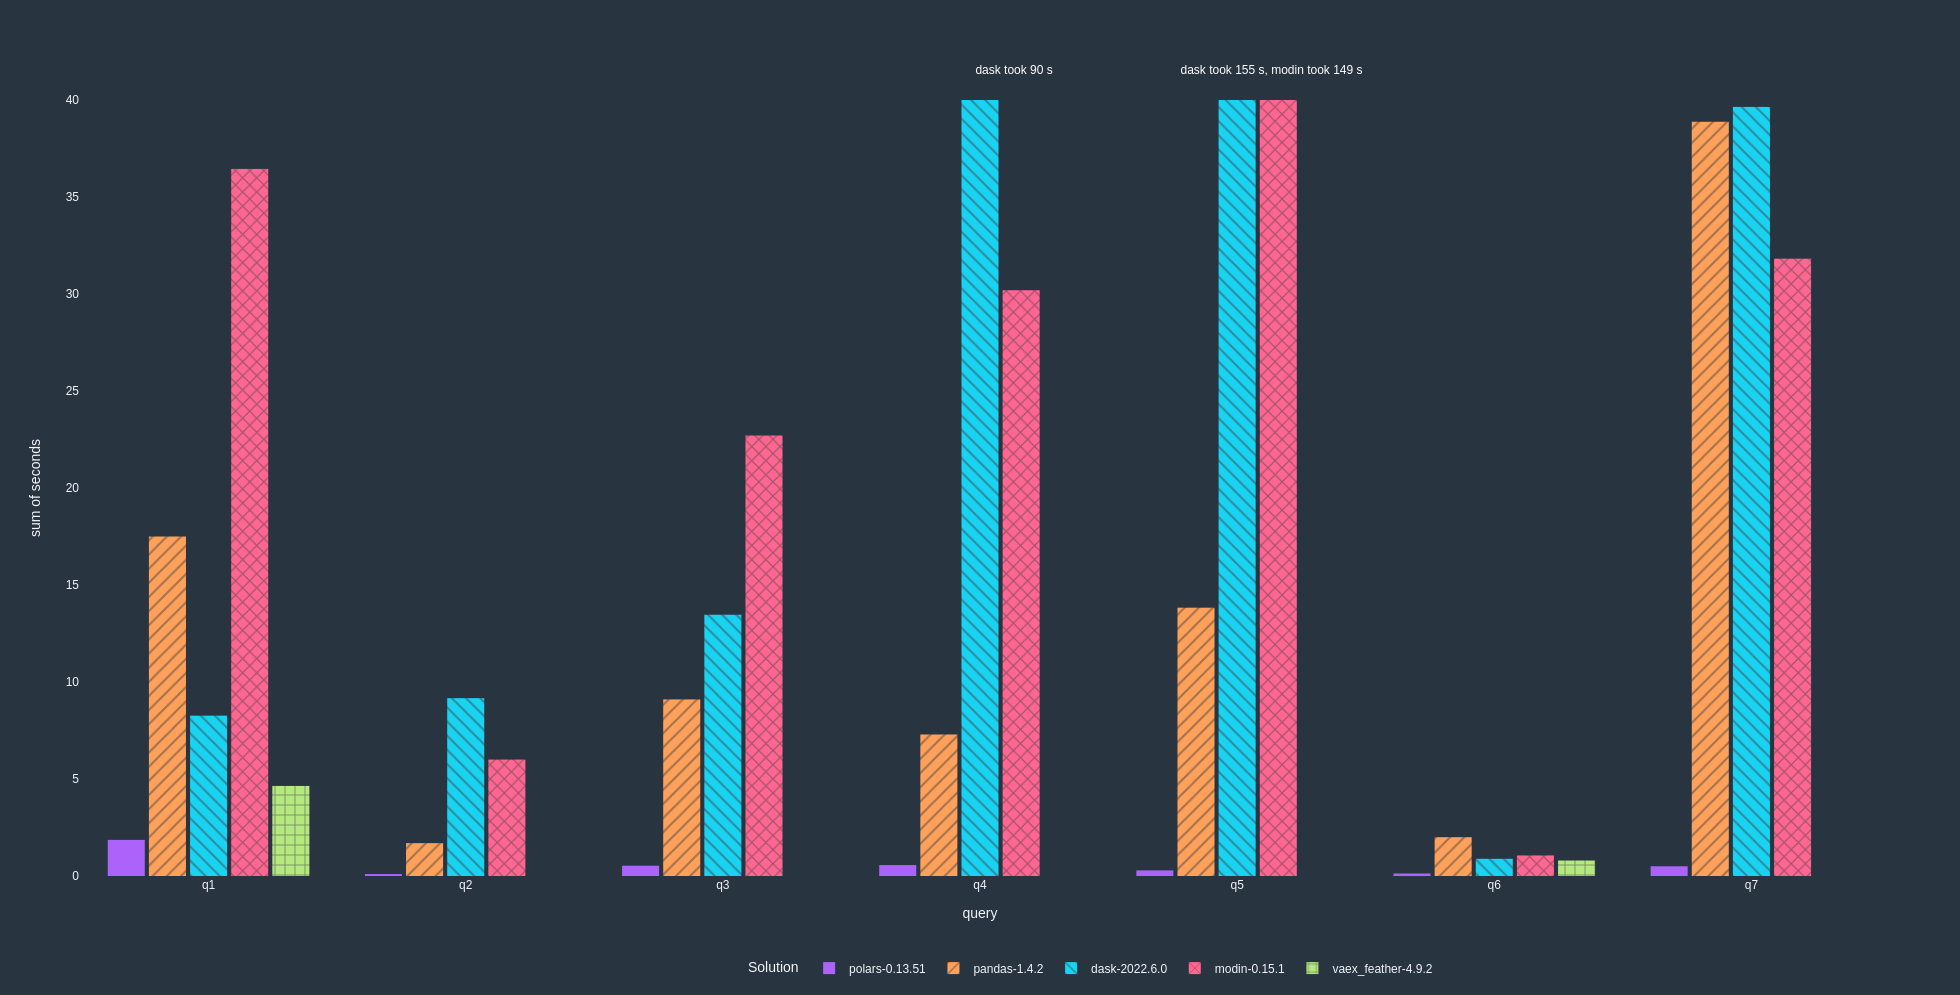 dask took 90 s
dask took 155 s, modin took 149 s
40
35
30
25
20
15
10
5
0
sum of seconds
q1
q2
q3
q4
q5
q6
q7
query
Solution
polars-0.13.51
pandas-1.4.2
dask-2022.6.0
modin-0.15.1
vaex_feather-4.9.2